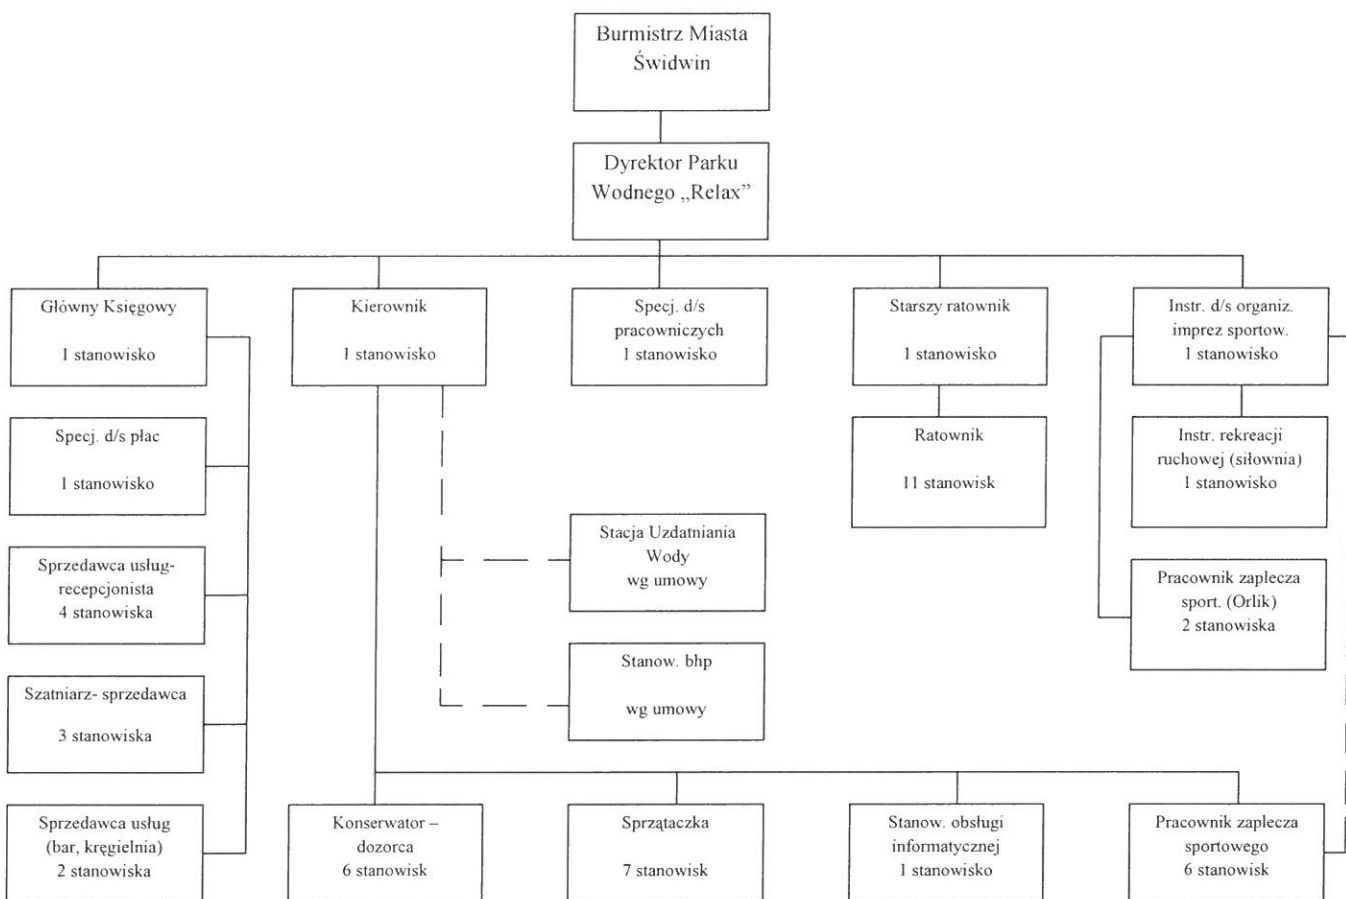 Burmistrz Miasta
Świdwin
Dyrektor Parku
Wodnego „Relax”
Główny Księgowy
1 stanowisko
Kierownik
1 stanowisko
Specj. d/s
pracowniczych
1 stanowisko
Starszy ratownik
1 stanowisko
Instr. d/s organiz.
imprez sportow.
1 stanowisko
Specj. d/s płac
1 stanowisko
Ratownik
11 stanowisk
Instr. rekreacji
ruchowej (siłownia)
1 stanowisko
Sprzedawca usług-
recepcjonista
4 stanowiska
Stacja Uzdatniania
Wody
wg umowy
Pracownik zaplecza
sport. (Orlik)
2 stanowiska
Szatniarz- sprzedawca
3 stanowiska
Stanow. bhp
wg umowy
Sprzedawca usług
(bar, kręgielnia)
2 stanowiska
Konserwator –
dozorca
6 stanowisk
Sprzątaczka
7 stanowisk
Stanow. obsługi
informatycznej
1 stanowisko
Pracownik zaplecza
sportowego
6 stanowisk